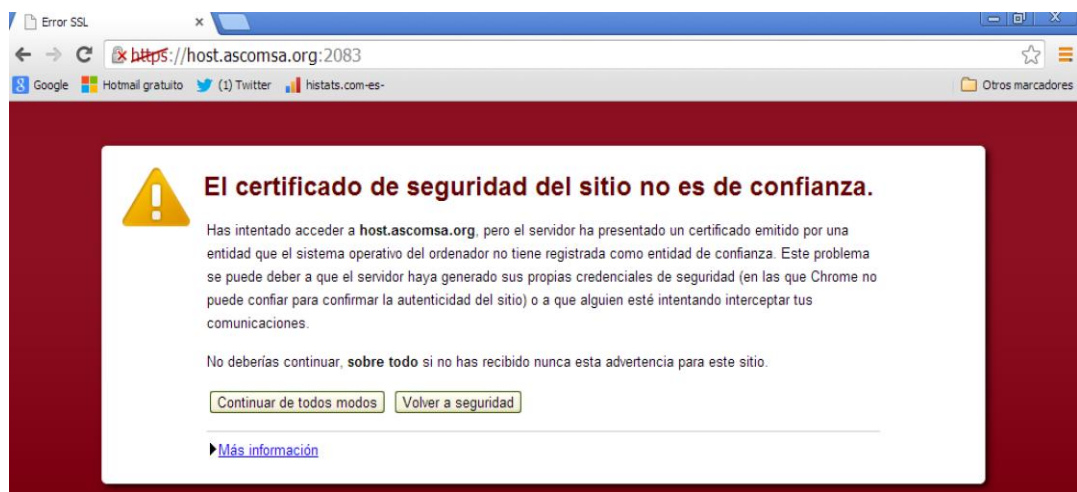 Error SSL
https://host.ascomsa.org:2083
Google Hotmail gratuito (1) Twitter histats.com-es- Otros marcadores
El certificado de seguridad del sitio no es de confianza.
Has intentado acceder a host.ascomsa.org, pero el servidor ha presentado un certificado emitido por una
entidad que el sistema operativo del ordenador no tiene registrada como entidad de confianza. Este problema
se puede deber a que el servidor haya generado sus propias credenciales de seguridad (en las que Chrome no
puede confiar para confirmar la autenticidad del sitio) o a que alguien esté intentando interceptar tus
comunicaciones.
No deberías continuar, sobre todo si no has recibido nunca esta advertencia para este sitio.
Continuar de todos modos Volver a seguridad
Más información